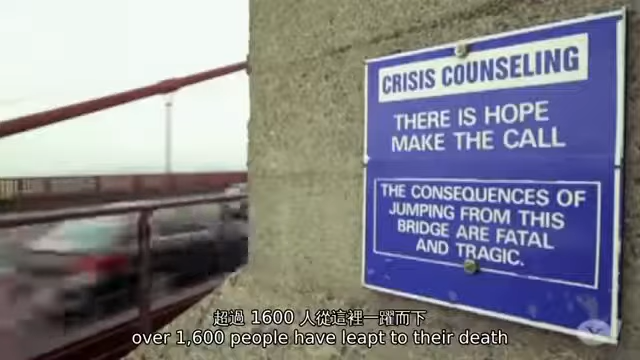 CRISIS COUNSELING
THERE IS HOPE
MAKE THE CALL
THE CONSEQUENCES OF
JUMPING FROM THIS
BRIDGE ARE FATAL
AND TRAGIC.
超過 1600 人從這裡一躍而下
over 1,600 people have leapt to their death